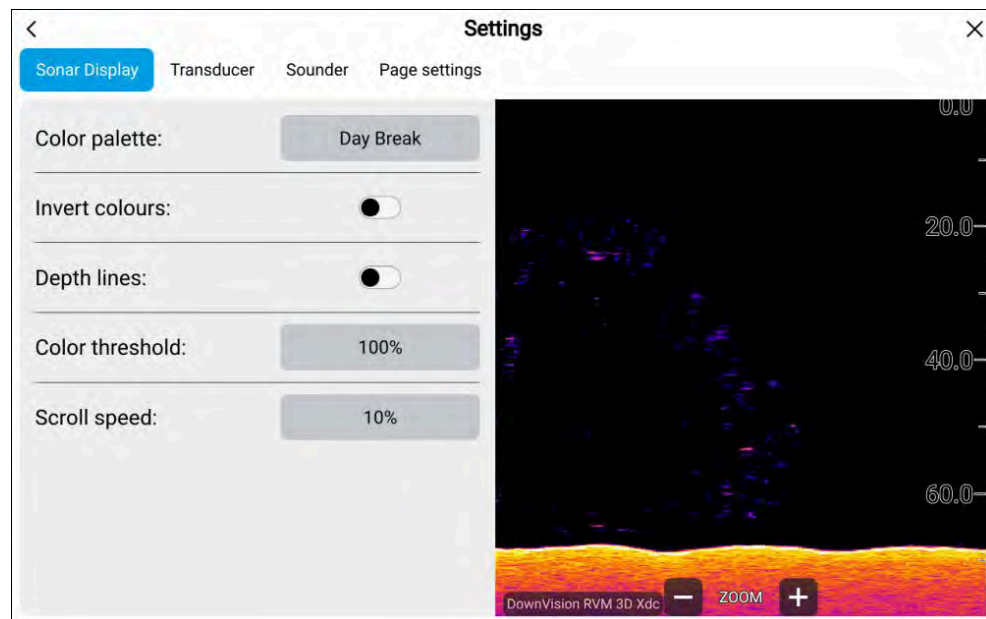 Settings
Sonar Display Transducer Sounder Page settings
Color palette: Day Break
Invert colours:
Depth lines:
Color threshold: 100%
Scroll speed: 10%
0.0
20.0
40.0
60.0
DownVision RVM 3D Xdc ZOOM